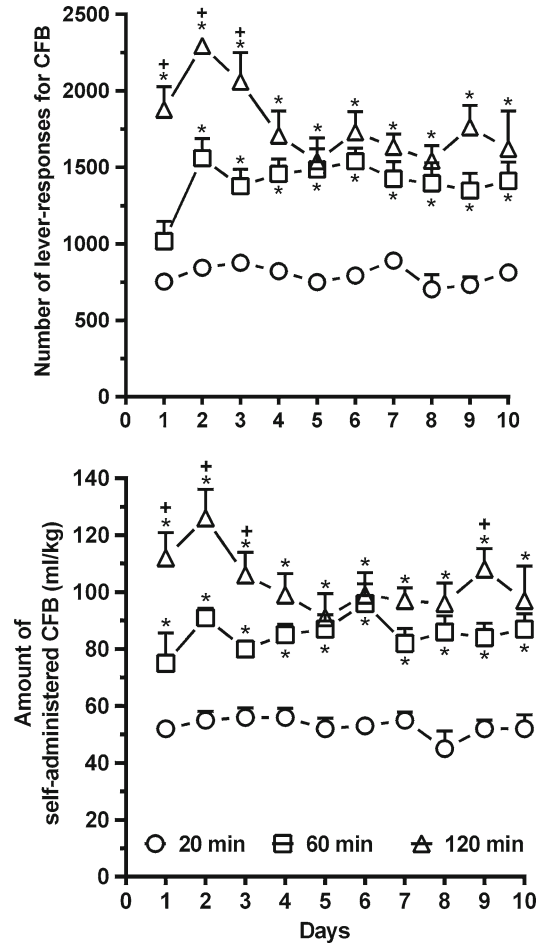 Number of lever-responses for CFB
2500
2000
1500
1000
500
0
+
*
+
*
+
*
* * * * * * *
* * * * * * * * *
0 1 2 3 4 5 6 7 8 9 10
Amount of
self-administered CFB (ml/kg)
140
120
100
80
60
40
20
0
+
*
+
*
+
*
* * * * *
+
*
*
* * * * * * * * * *
20 min 60 min 120 min
0 1 2 3 4 5 6 7 8 9 10
Days